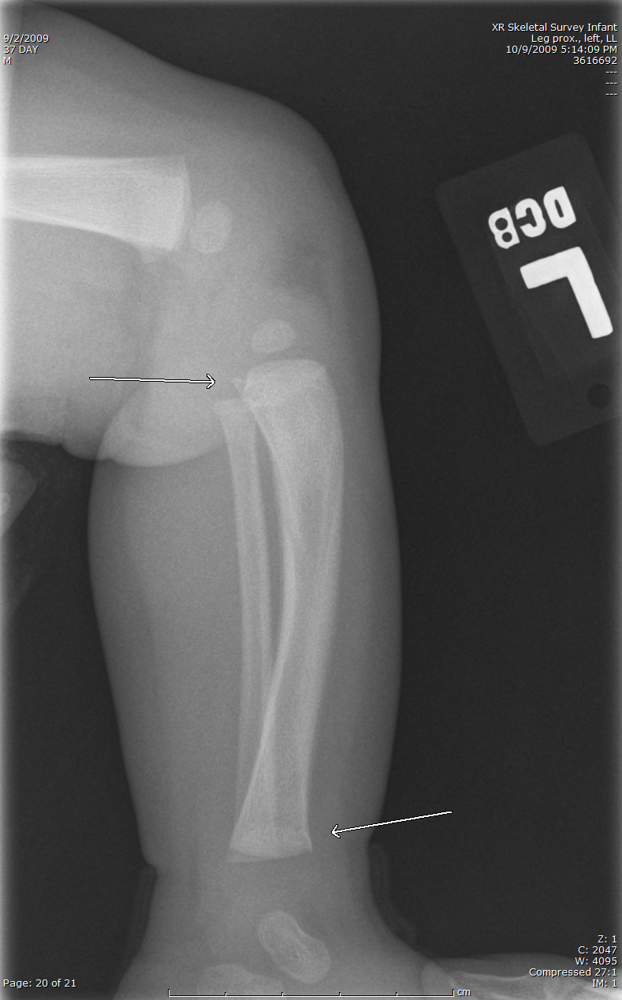 9/2/2009
37 DAY
M
XR Skeletal Survey Infant
Leg prox., left, LL
10/9/2009 5:14:09 PM
3616692
---
---
---
DCB
L
Z: 1
C: 2047
W: 4095
Compressed 27:1
IM: 1
Page: 20 of 21
cm